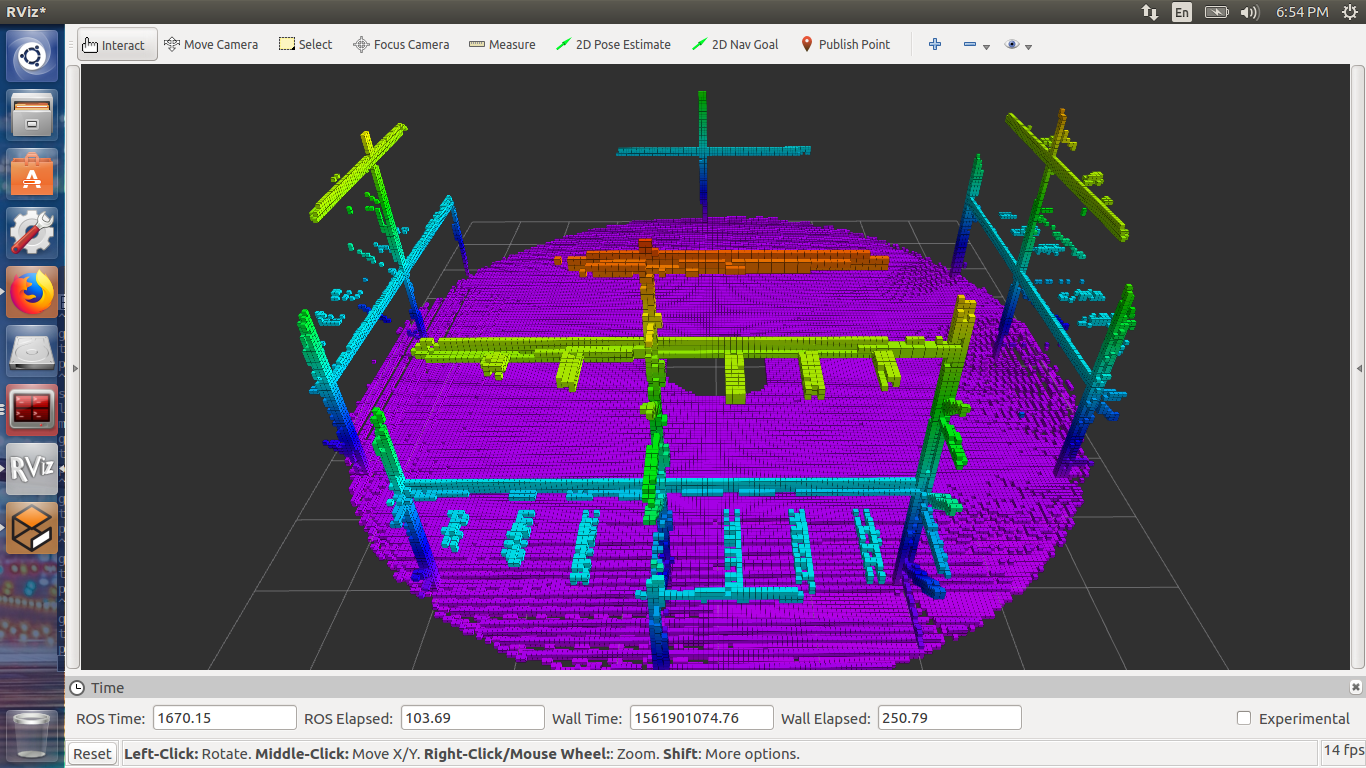 RViz*
En
6:54 PM
Interact Move Camera Select Focus Camera Measure 2D Pose Estimate 2D Nav Goal Publish Point
RViz
Time
ROS Time: 1670.15 ROS Elapsed: 103.69 Wall Time: 1561901074.76 Wall Elapsed: 250.79 Experimental
Reset Left-Click: Rotate. Middle-Click: Move X/Y. Right-Click/Mouse Wheel:: Zoom. Shift: More options. 14 fps